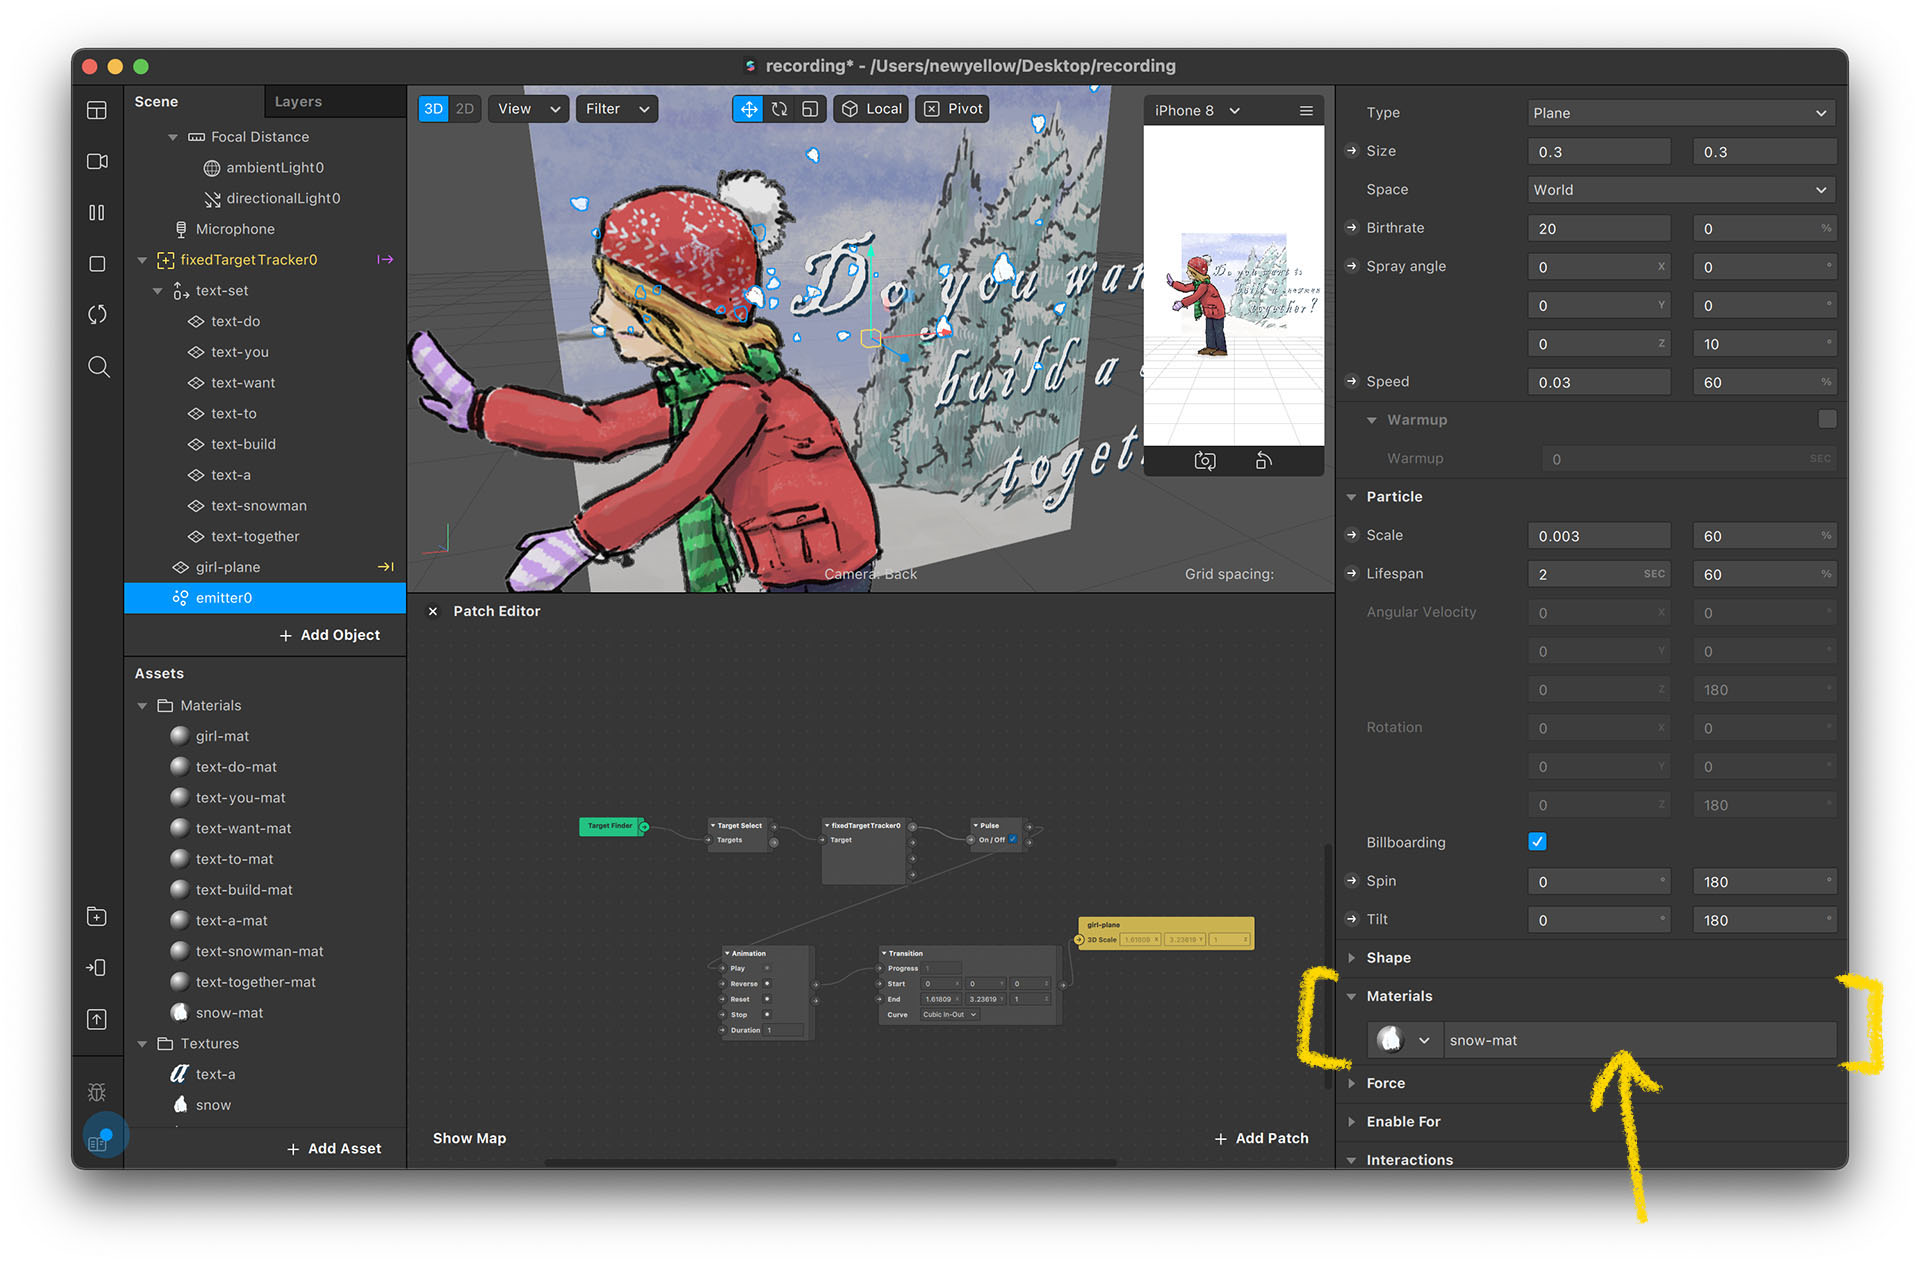 recording* - /Users/newyellow/Desktop/recording
Scene
Layers
Focal Distance
ambientLight0
directionalLight0
Microphone
fixedTargetTracker0
text-set
text-do
text-you
text-want
text-to
text-build
text-a
text-snowman
text-together
girl-plane
emitter0
+ Add Object
Assets
Materials
girl-mat
text-do-mat
text-you-mat
text-want-mat
text-to-mat
text-build-mat
text-a-mat
text-snowman-mat
text-together-mat
snow-mat
Textures
text-a
snow
+ Add Asset
3D 2D View Filter Local Pivot
Do you wan
build a
togeth
Camera: Back
Grid spacing:
iPhone 8
Do you want to
build a snowman
together?
Patch Editor
Target Finder
Target Select
Targets
fixedTargetTracker0
Target
Pulse
On / Off
Animation
Play
Reverse
Reset
Stop
Duration 1
Transition
Progress 1
Start 0 X 0 Y 0 Z
End 1.61809 X 3.23619 Y 1 Z
Curve Cubic In-Out
girl-plane
3D Scale 1.61809 X 3.23619 Y 1 Z
Show Map
+ Add Patch
Type Plane
Size 0.3 0.3
Space World
Birthrate 20 0 %
Spray angle 0 X 0 °
0 Y 0 °
0 Z 10 °
Speed 0.03 60 %
Warmup
Warmup 0 SEC
Particle
Scale 0.003 60 %
Lifespan 2 SEC 60 %
Angular Velocity 0 X 0 °
0 Y 0 °
0 Z 180 °
Rotation 0 X 0 °
0 Y 0 °
0 Z 180 °
Billboarding
Spin 0 ° 180 °
Tilt 0 ° 180 °
Shape
Materials
snow-mat
Force
Enable For
Interactions